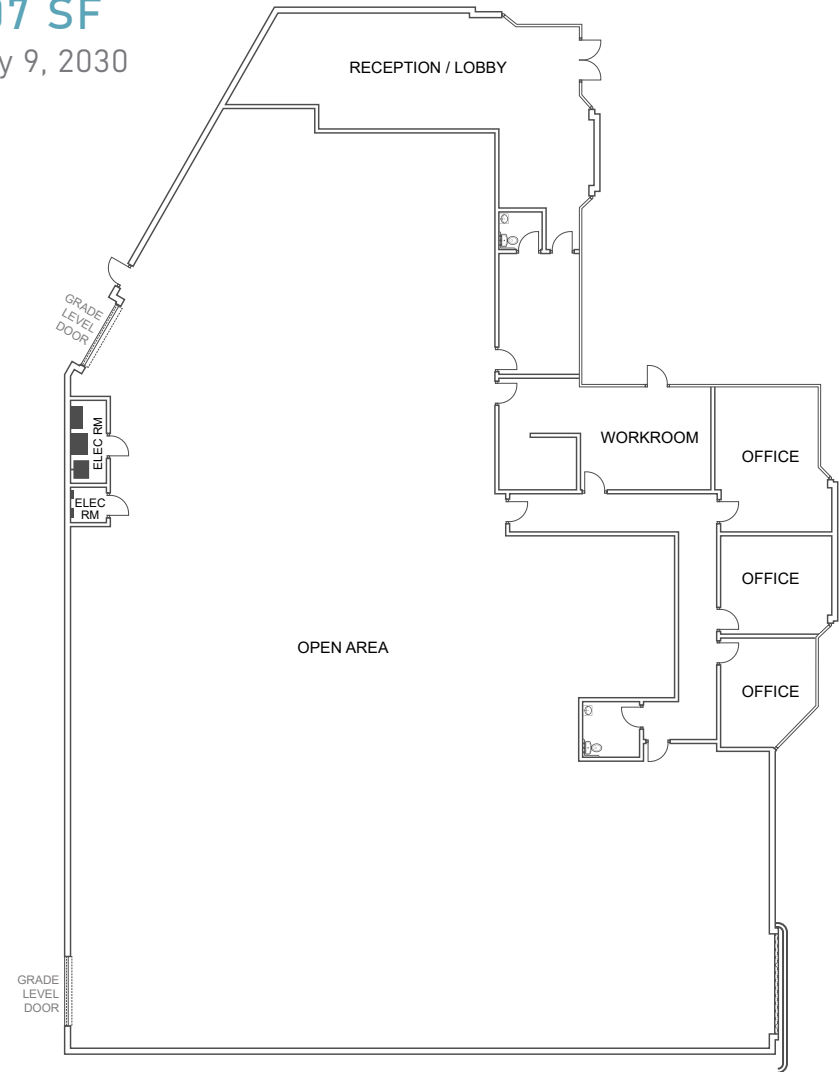 07 SF
y 9, 2030
RECEPTION / LOBBY
GRADE
LEVEL
DOOR
ELEC RM
WORKROOM
OFFICE
ELEC
RM
OFFICE
OPEN AREA
OFFICE
GRADE
LEVEL
DOOR